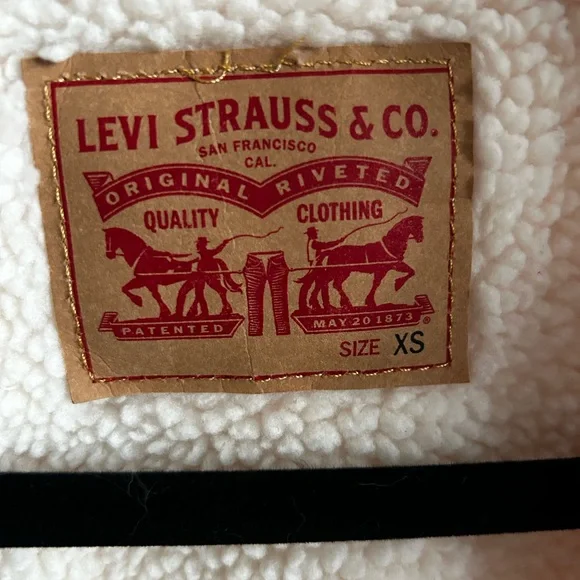 LEVI STRAUSS & CO.
SAN FRANCISCO
CAL.
ORIGINAL RIVETED
QUALITY CLOTHING
PATENTED MAY 20 1873 ®
SIZE XS